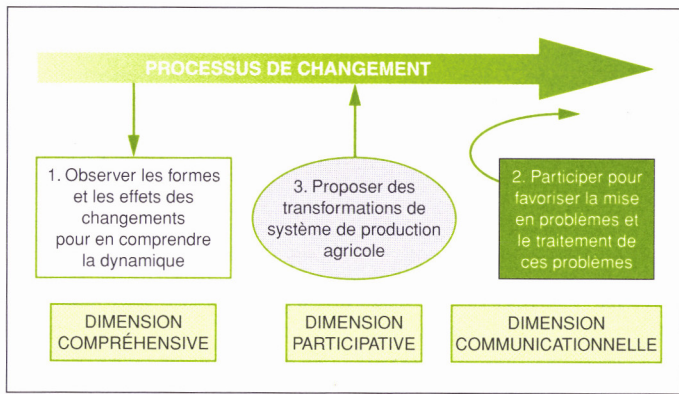 PROCESSUS DE CHANGEMENT
1. Observer les formes
et les effets des
changements
pour en comprendre
la dynamique
3. Proposer des
transformations de
système de production
agricole
2. Participer pour
favoriser la mise
en problèmes et
le traitement de
ces problèmes
DIMENSION
COMPRÉHENSIVE
DIMENSION
PARTICIPATIVE
DIMENSION
COMMUNICATIONNELLE